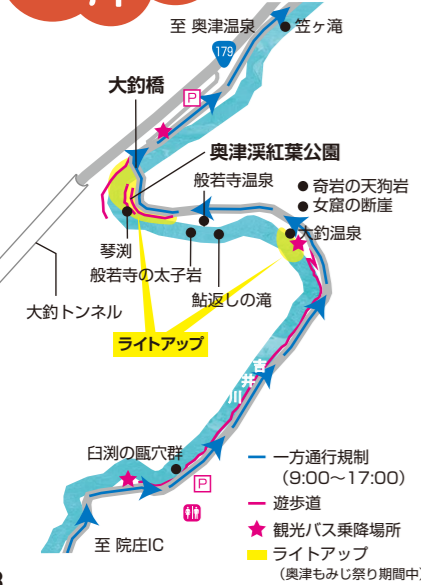 至 奥津温泉
笠ヶ滝
179
P
大釣橋
奥津渓紅葉公園
般若寺温泉
奇岩の天狗岩
女窟の断崖
大釣温泉
琴渕
般若寺の太子岩
鮎返しの滝
大釣トンネル
ライトアップ
吉井川
臼渕の甌穴群
P
至 院庄IC
一方通行規制
（9:00〜17:00）
遊歩道
観光バス乗降場所
ライトアップ
（奥津もみじ祭り期間中）